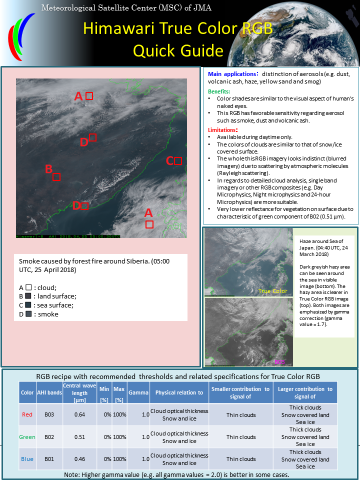 Meteorological Satellite Center (MSC) of JMA
Himawari True Color RGB
Quick Guide
A
D
C
B
D
A
Smoke caused by forest fire around Siberia. (05:00
UTC, 25 April 2018)
A : cloud;
B : land surface;
C : sea surface;
D : smoke
Main applications: distinction of aerosols (e.g. dust,
volcanic ash, haze, yellow sand and smog)
Benefits:
• Color shades are similar to the visual aspect of human's
naked eyes.
• This RGB has favorable sensitivity regarding aerosol
such as smoke, dust and volcanic ash.
Limitations:
• Available during daytime only.
• The colors of clouds are similar to that of snow/ice
covered surface.
• The whole this RGB imagery looks indistinct (blurred
imagery) due to scattering by atmospheric molecules
(Rayleigh scattering).
• In regards to detailed cloud analysis, single band
imagery or other RGB composites (e.g. Day
Microphysics, Night microphysics and 24-hour
Microphysics) are more suitable.
• Very lower reflectance for vegetation on surface due to
characteristic of green component of B02 (0.51 μm).
True Color
Haze around Sea of
Japan. (04:40 UTC, 24
March 2018)
Dark greyish hazy area
can be seen around
the sea in visible
image (bottom). The
hazy area is clearer in
True Color RGB image
(top). Both images are
emphasized by gamma
correction (gamma
value = 1.7).
RGB recipe with recommended thresholds and related specifications for True Color RGB
Color AHI bands Central wave length [μm] Min [%] Max [%] Gamma Physical relation to Smaller contribution to signal of Larger contribution to signal of
Red B03 0.64 0% 100% 1.0 Cloud optical thickness Snow and ice Thin clouds Thick clouds Snow covered land Sea ice
Green B02 0.51 0% 100% 1.0 Cloud optical thickness Snow and ice Thin clouds Thick clouds Snow covered land Sea ice
Blue B01 0.46 0% 100% 1.0 Cloud optical thickness Snow and ice Thin clouds Thick clouds Snow covered land Sea ice
Note: Higher gamma value (e.g. all gamma values = 2.0) is better in some cases.